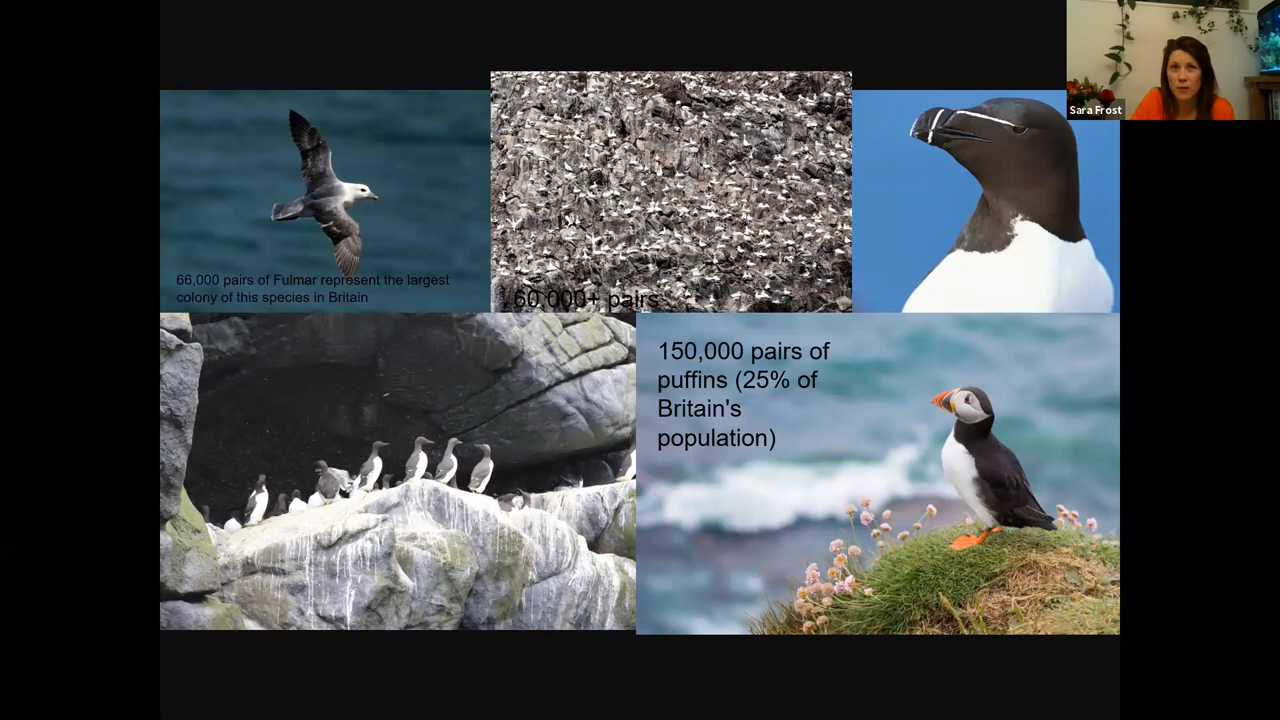 Sara Frost
66,000 pairs of Fulmar represent the largest
colony of this species in Britain
60,000+ pairs
150,000 pairs of
puffins (25% of
Britain's
population)